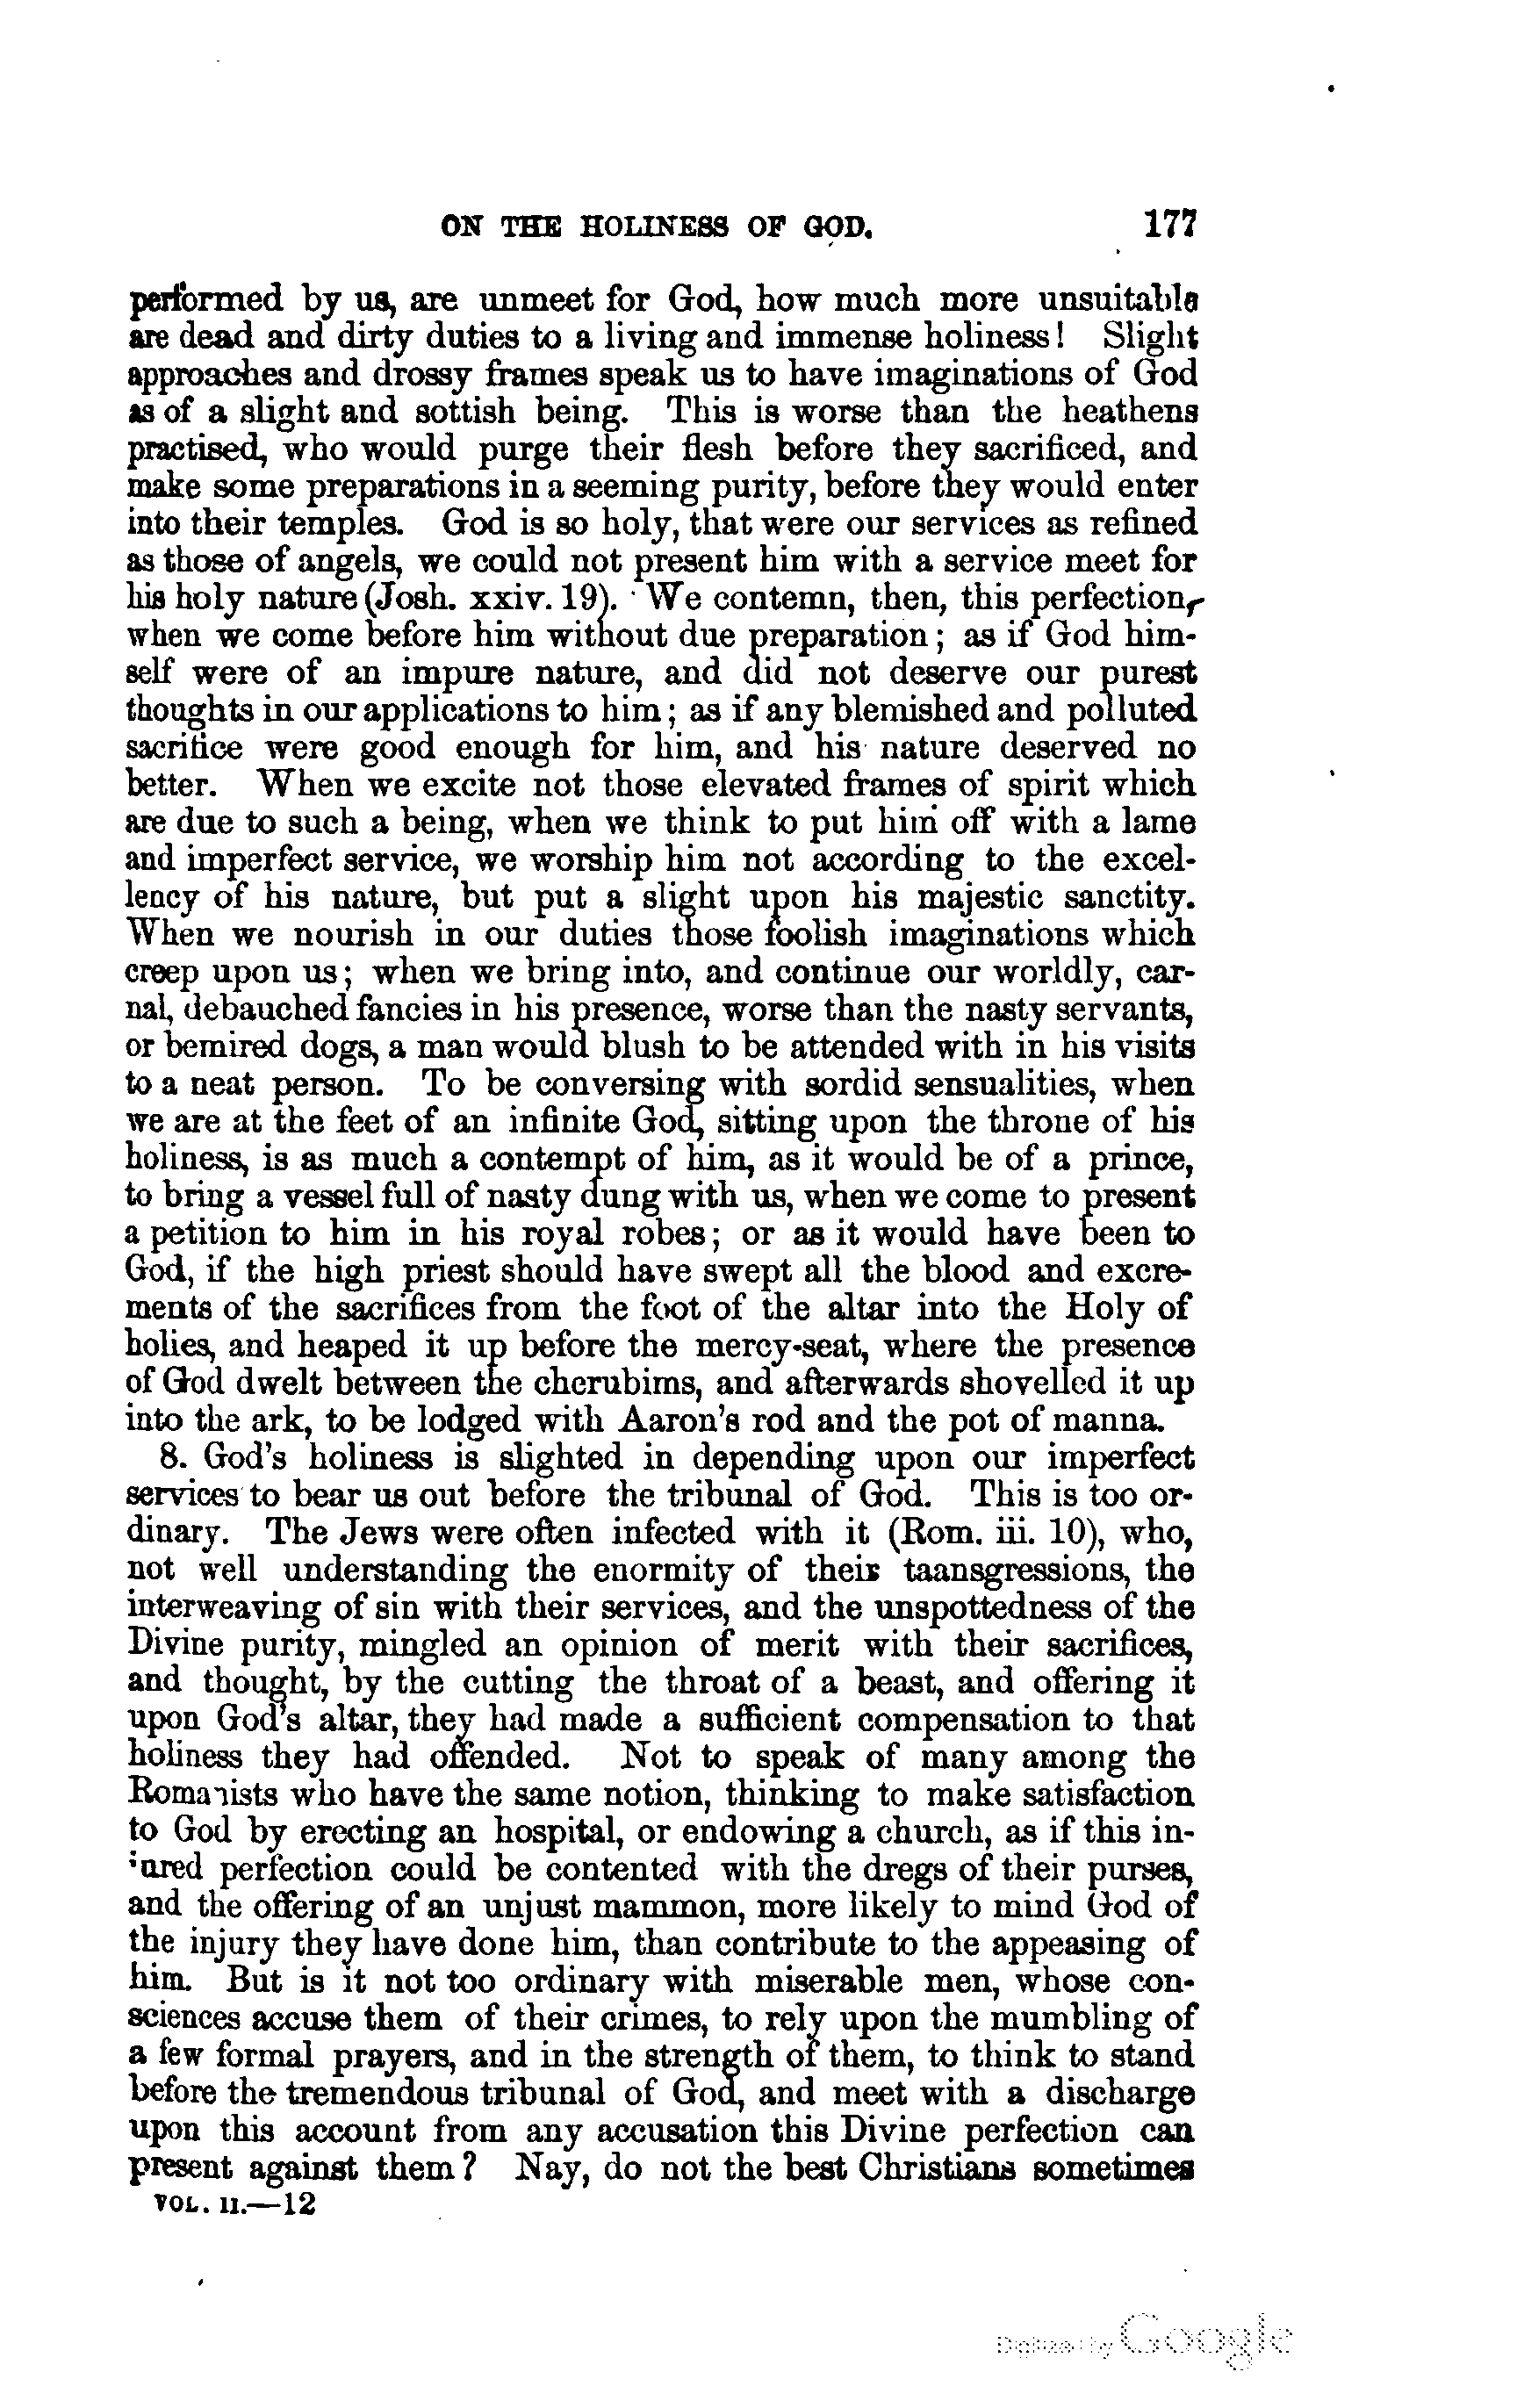 ON THE HOLINESS OF GOD. 177
performed by us, are unmeet for God, how much more unsuitable
are dead and dirty duties to a living and immense holiness! Slight
approaches and drossy frames speak us to have imaginations of God
as of a slight and sottish being. This is worse than the heathens
practised, who would purge their flesh before they sacrificed, and
make some preparations in a seeming purity, before they would enter
into their temples. God is so holy, that were our services as refined
as those of angels, we could not present him with a service meet for
his holy nature (Josh. xxiv. 19). We contemn, then, this perfection,
when we come before him without due preparation; as if God him-
self were of an impure nature, and did not deserve our purest
thoughts in our applications to him; as if any blemished and polluted
sacrifice were good enough for him, and his nature deserved no
better. When we excite not those elevated frames of spirit which
are due to such a being, when we think to put him off with a lame
and imperfect service, we worship him not according to the excel-
lency of his nature, but put a slight upon his majestic sanctity.
When we nourish in our duties those foolish imaginations which
creep upon us; when we bring into, and continue our worldly, car-
nal, debauched fancies in his presence, worse than the nasty servants,
or bemired dogs, a man would blush to be attended with in his visits
to a neat person. To be conversing with sordid sensualities, when
we are at the feet of an infinite God, sitting upon the throne of his
holiness, is as much a contempt of him, as it would be of a prince,
to bring a vessel full of nasty dung with us, when we come to present
a petition to him in his royal robes; or as it would have been to
God, if the high priest should have swept all the blood and excre-
ments of the sacrifices from the foot of the altar into the Holy of
holies, and heaped it up before the mercy-seat, where the presence
of God dwelt between the cherubims, and afterwards shovelled it up
into the ark, to be lodged with Aaron's rod and the pot of manna.
8. God's holiness is slighted in depending upon our imperfect
services to bear us out before the tribunal of God. This is too or-
dinary. The Jews were often infected with it (Rom. iii. 10), who,
not well understanding the enormity of their taansgressions, the
interweaving of sin with their services, and the unspottedness of the
Divine purity, mingled an opinion of merit with their sacrifices,
and thought, by the cutting the throat of a beast, and offering it
upon God's altar, they had made a sufficient compensation to that
holiness they had offended. Not to speak of many among the
Romanists who have the same notion, thinking to make satisfaction
to God by erecting an hospital, or endowing a church, as if this in-
jured perfection could be contented with the dregs of their purses,
and the offering of an unjust mammon, more likely to mind God of
the injury they have done him, than contribute to the appeasing of
him. But is it not too ordinary with miserable men, whose con-
sciences accuse them of their crimes, to rely upon the mumbling of
a few formal prayers, and in the strength of them, to think to stand
before the tremendous tribunal of God, and meet with a discharge
upon this account from any accusation this Divine perfection can
present against them? Nay, do not the best Christians sometimes
VOL. II.—12
Digitized by Google